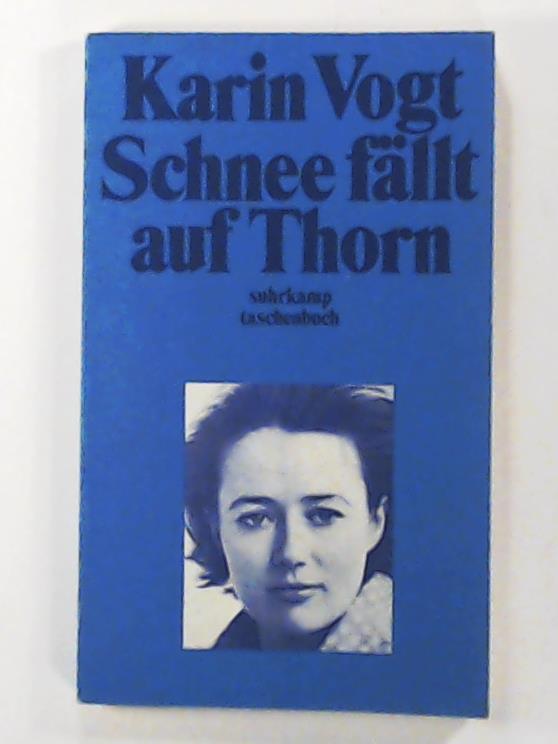 Karin Vogt
Schnee fällt
auf Thorn
suhrkamp
taschenbuch